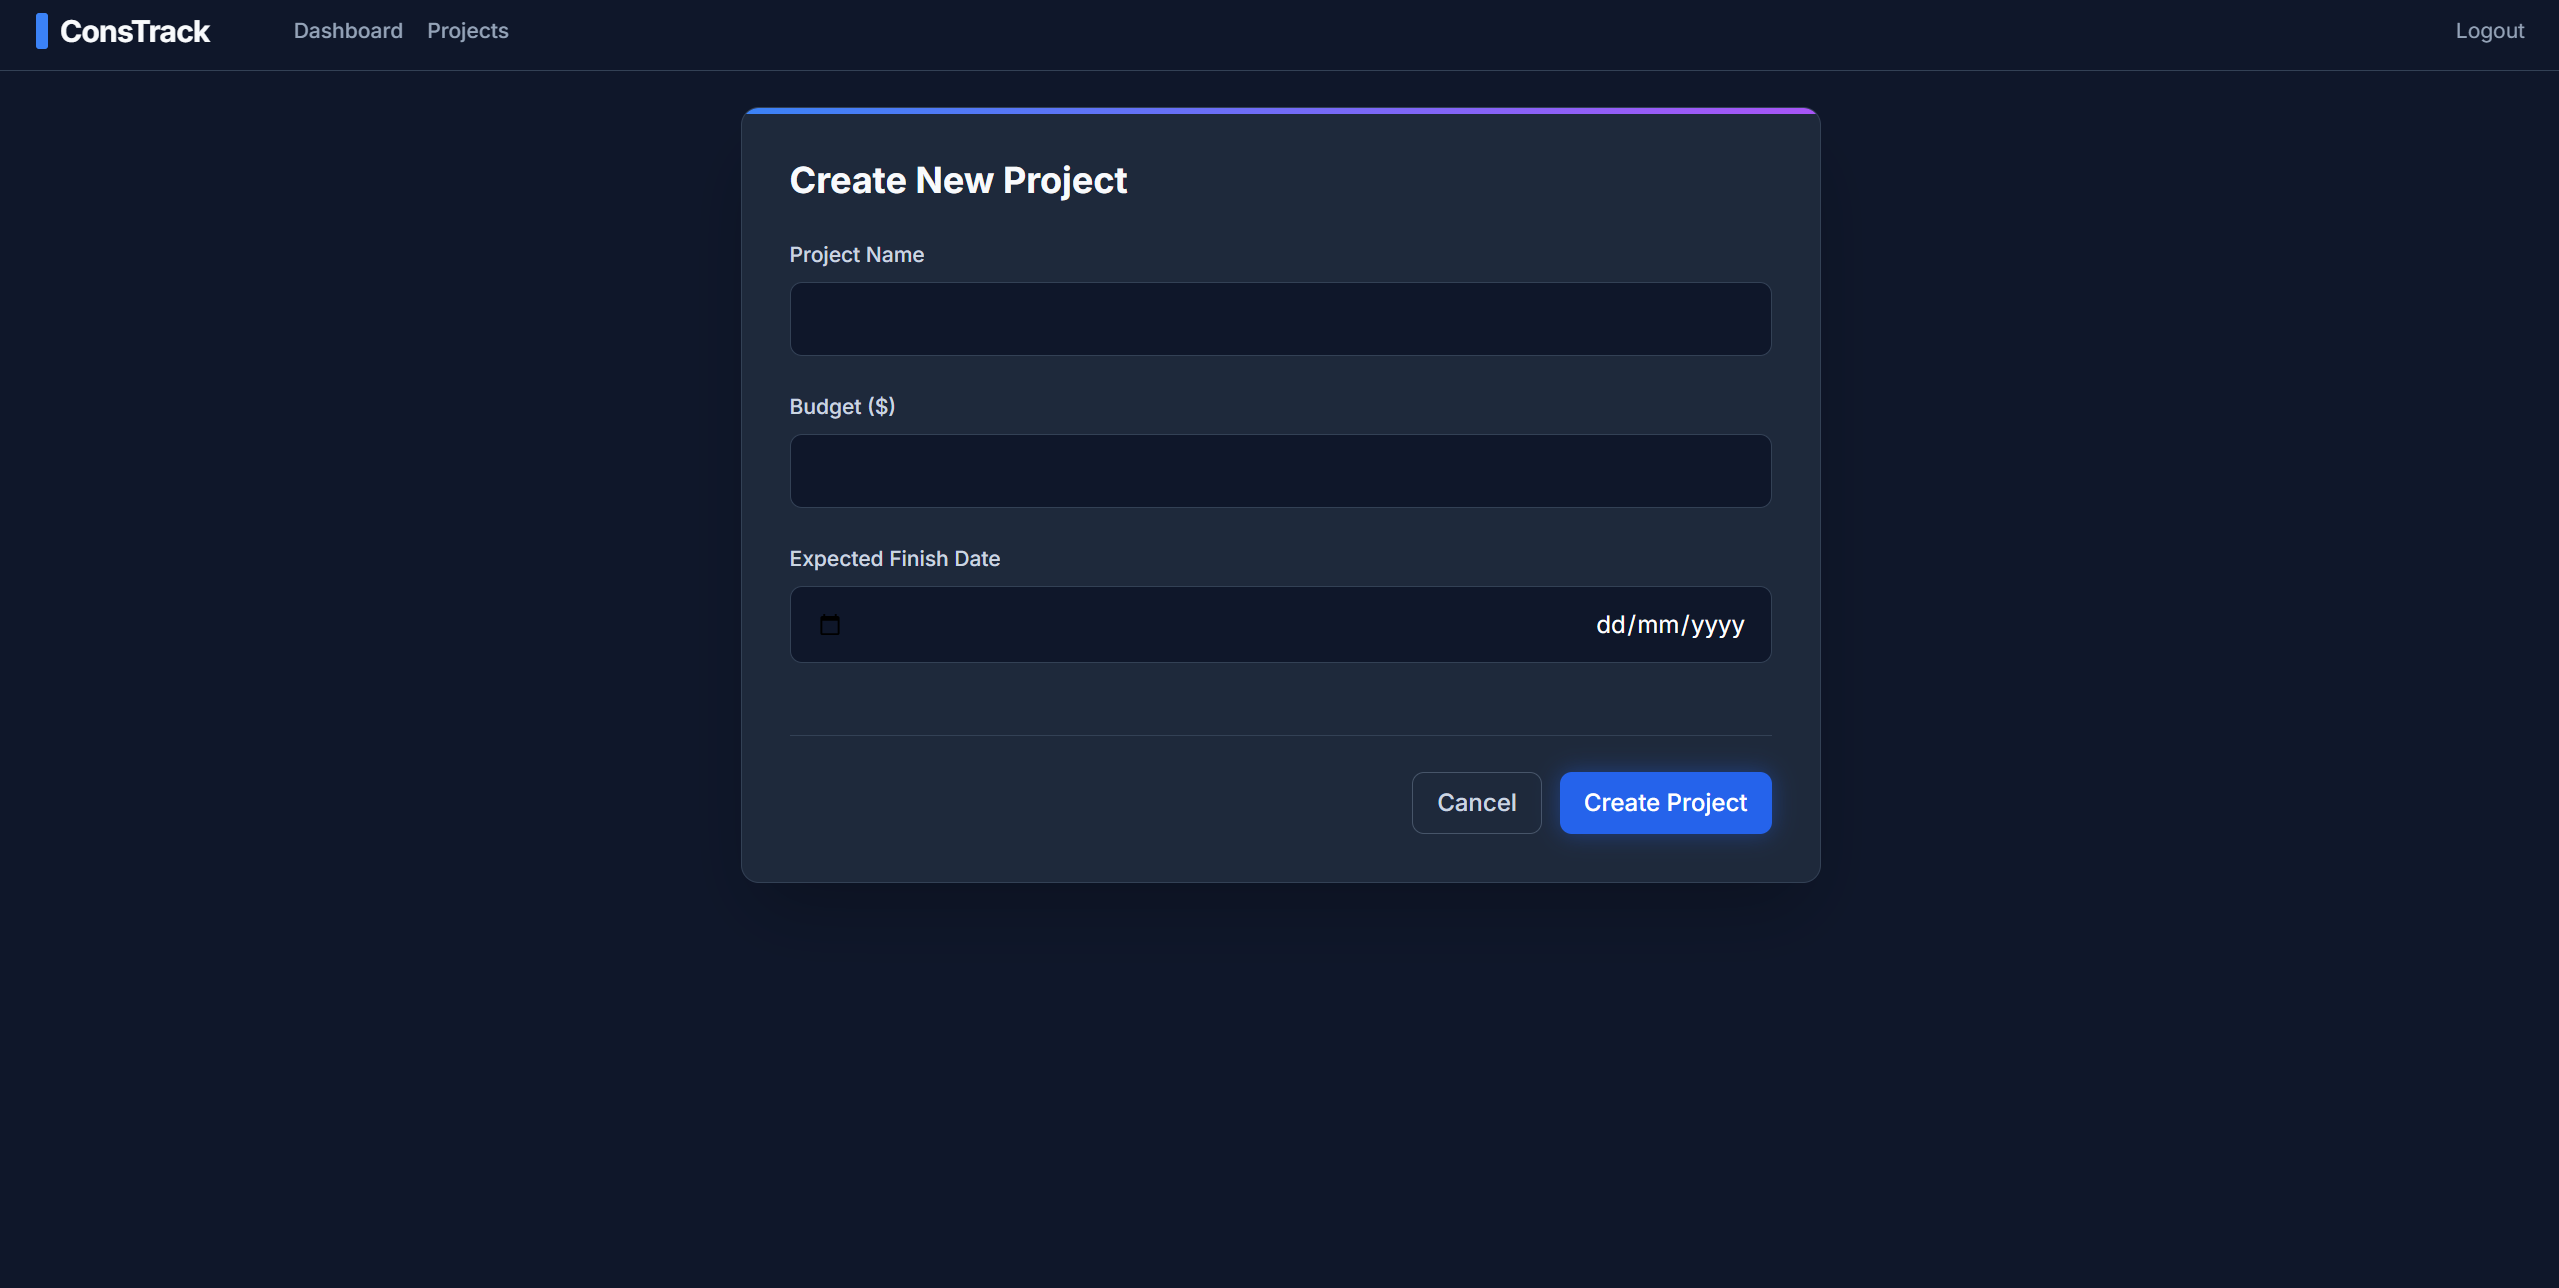 ConsTrack
Dashboard
Projects
Logout
Create New Project
Project Name
Budget ($)
Expected Finish Date
dd/mm/yyyy
Cancel
Create Project